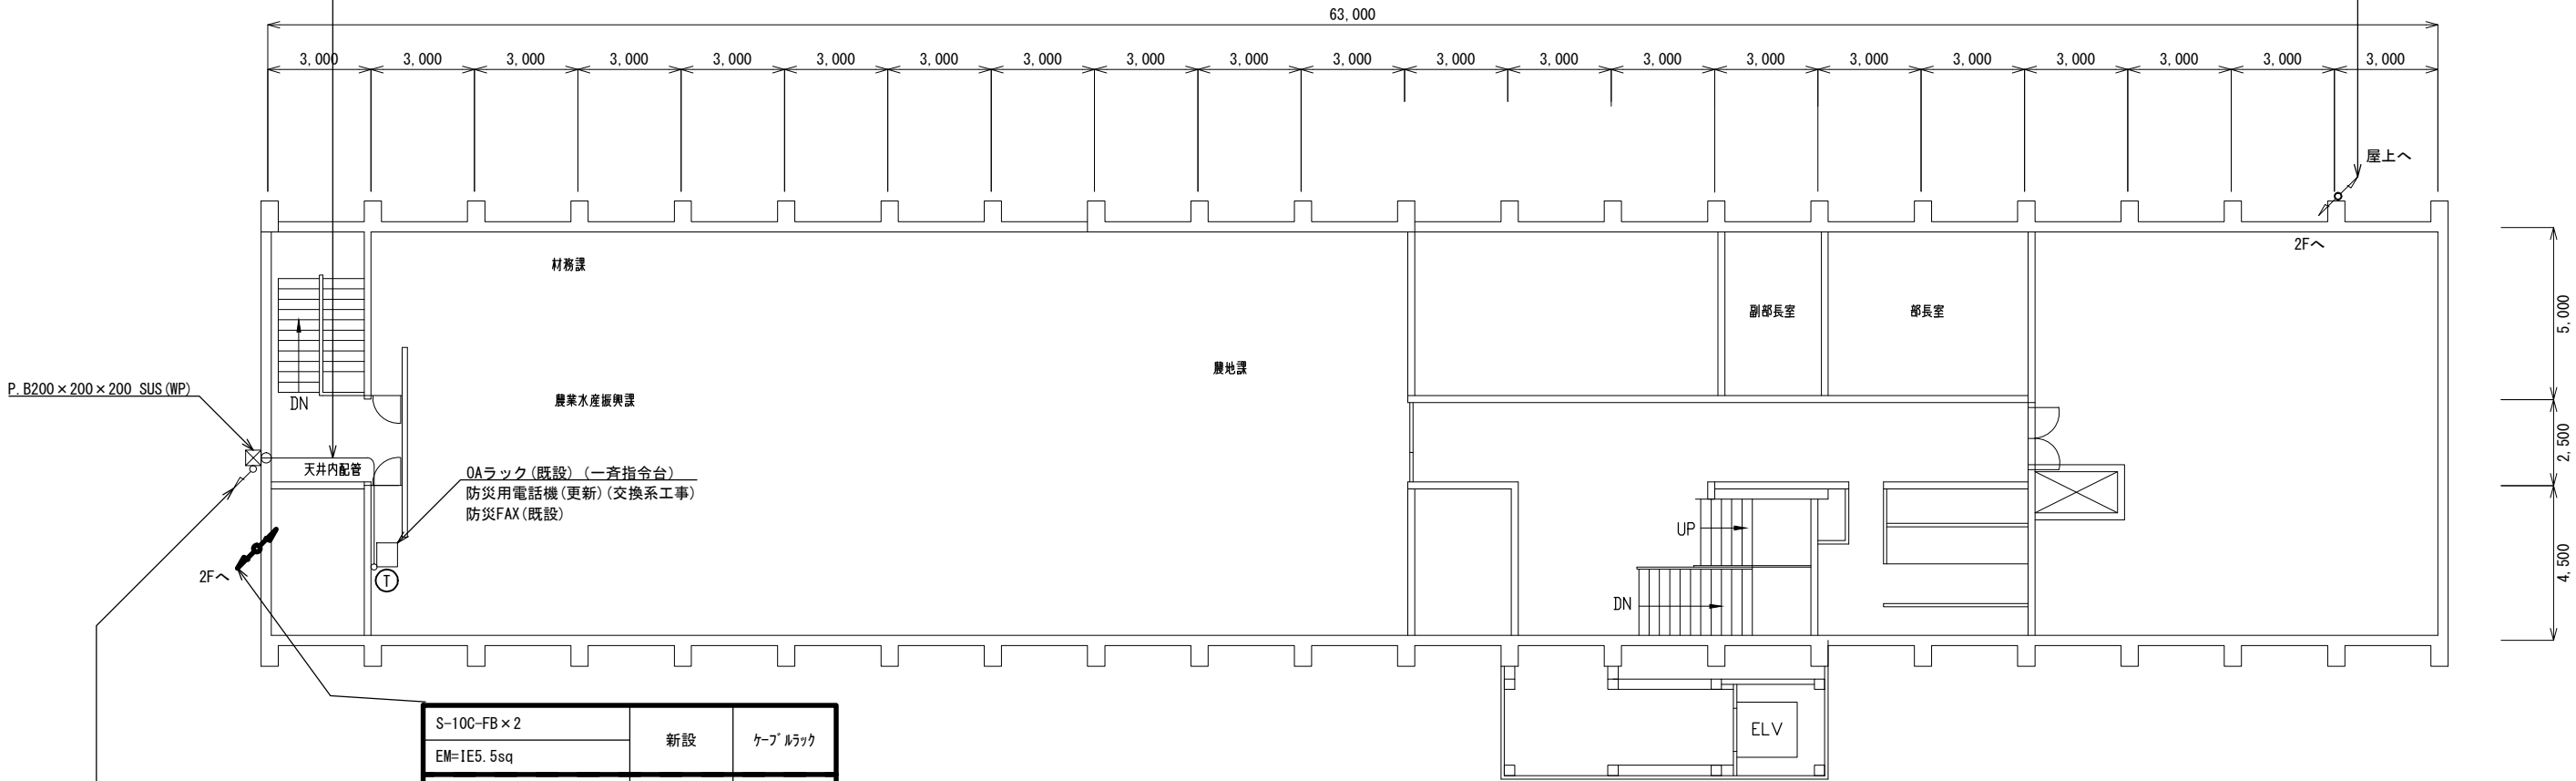 63,000
3,000 3,000 3,000 3,000 3,000 3,000 3,000 3,000 3,000 3,000 3,000 3,000 3,000 3,000 3,000 3,000 3,000 3,000 3,000 3,000 3,000
屋上へ
2Fへ
材務課
副部長室
部長室
5,000
農地課
P.B200×200×200 SUS(WP)
DN
農業水産振興課
2,500
天井内配管
OAラック(既設)(一斉指令台)
防災用電話機(更新)(交換系工事)
防災FAX(既設)
UP
4,500
2Fへ
T
DN
S-10C-FB×2
新設
ケーブルラック
ELV
EM=IE5.5sq